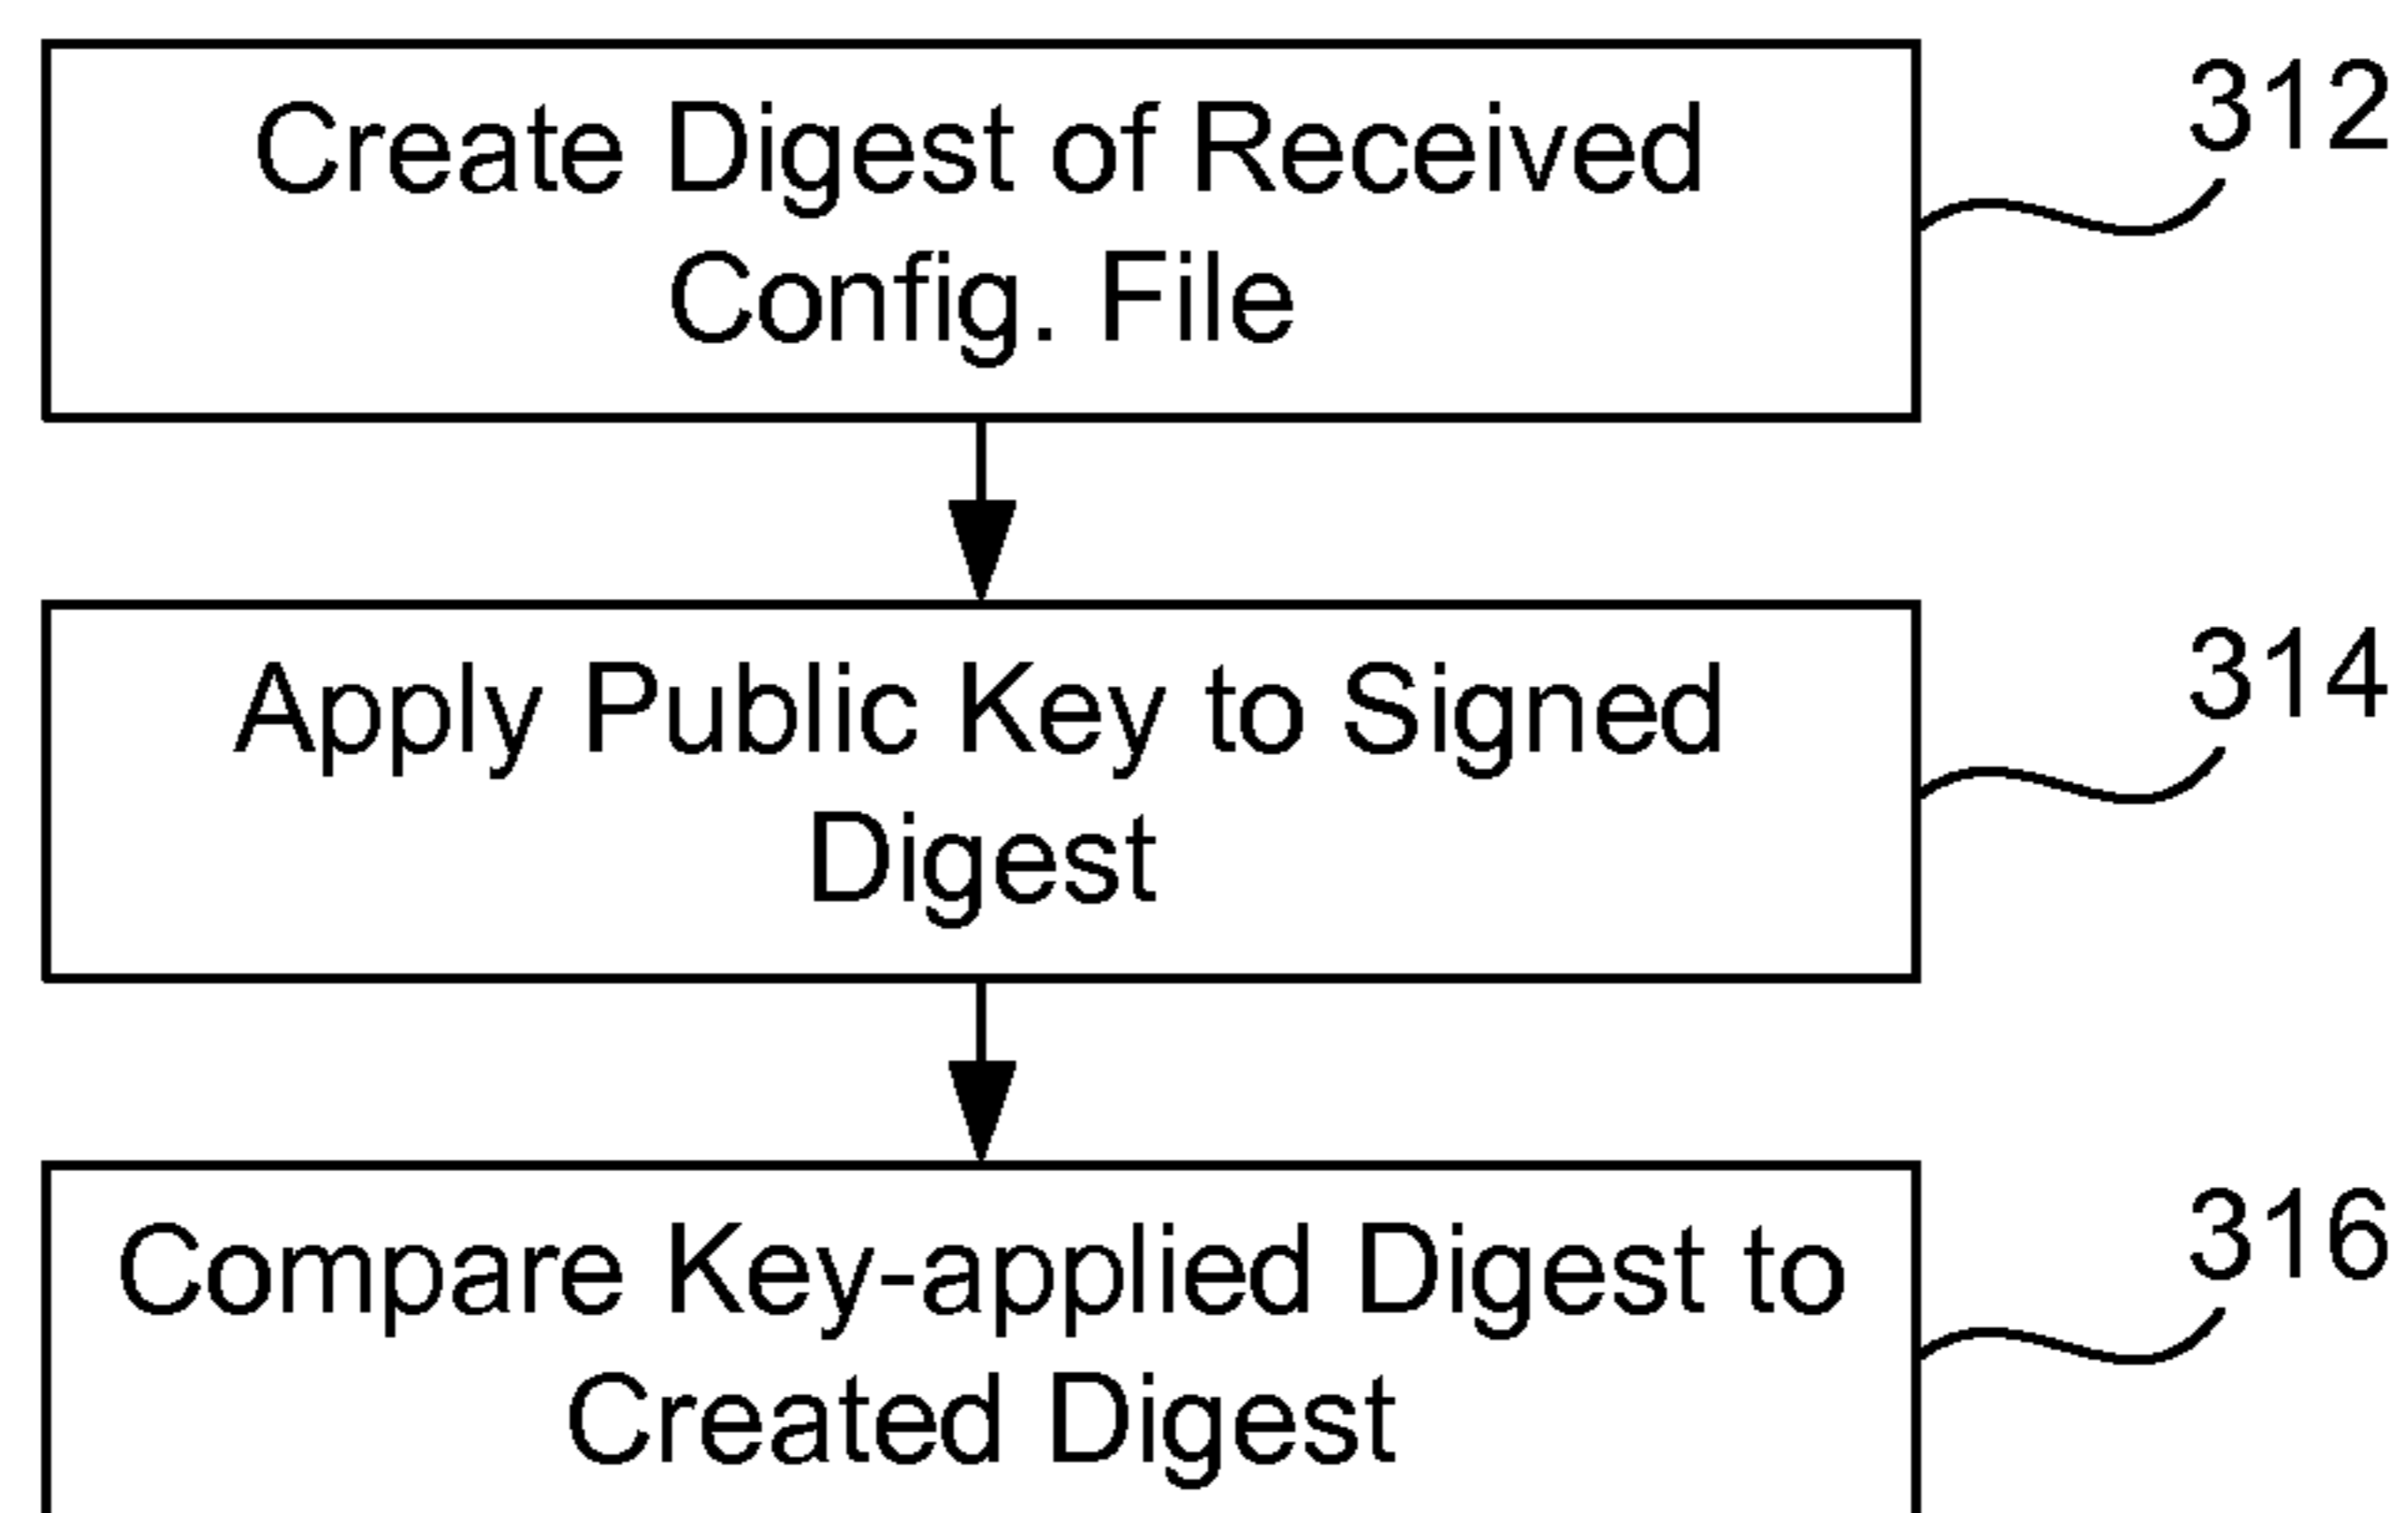 Create Digest of Received
Config. File
312
Apply Public Key to Signed
Digest
314
Compare Key-applied Digest to
Created Digest
316